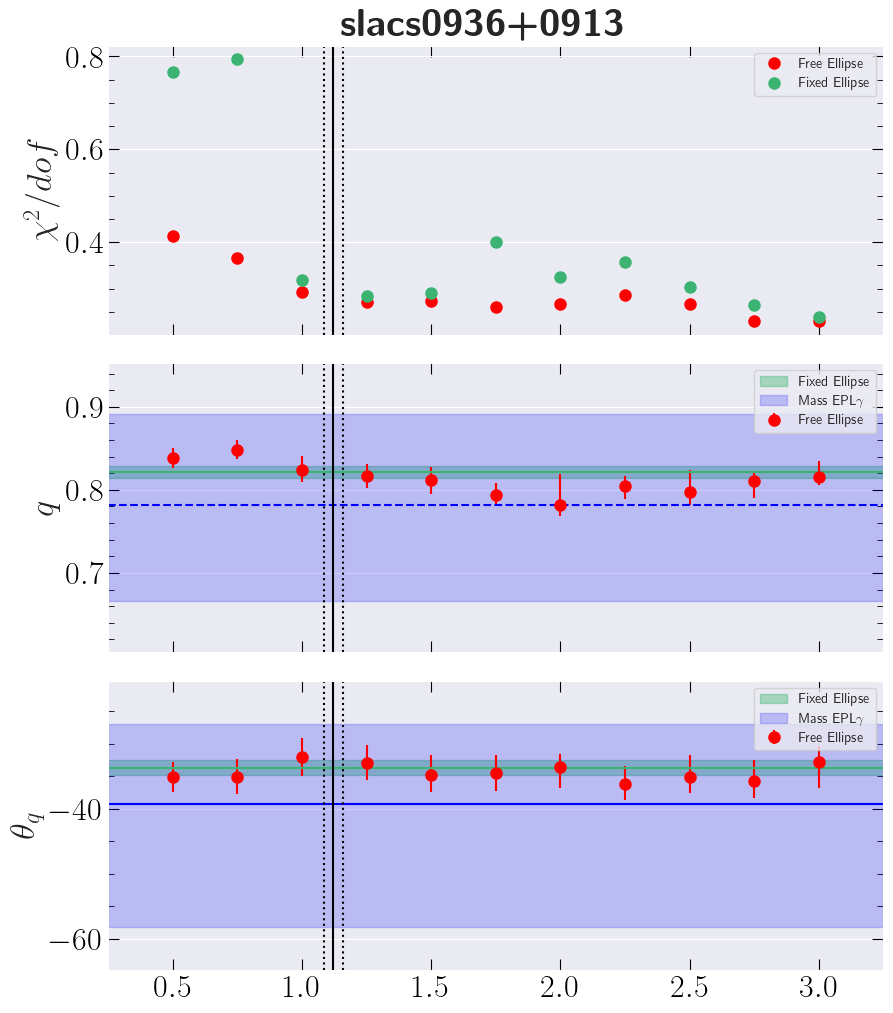 slacs0936+0913
χ²/dof
0.8
0.6
0.4
Free Ellipse
Fixed Ellipse
q
0.9
0.8
0.7
Fixed Ellipse
Mass EPLγ
Free Ellipse
θq
−40
−60
Fixed Ellipse
Mass EPLγ
Free Ellipse
0.5 1.0 1.5 2.0 2.5 3.0